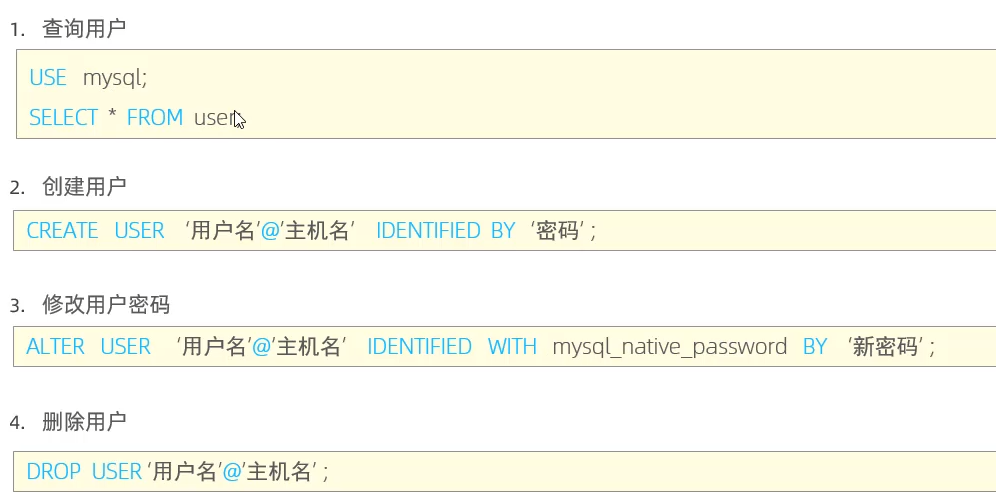 1. 查询用户
USE mysql;
SELECT * FROM user
2. 创建用户
CREATE USER ‘用户名’@’主机名’ IDENTIFIED BY ‘密码’ ;
3. 修改用户密码
ALTER USER ‘用户名’@’主机名’ IDENTIFIED WITH mysql_native_password BY ‘新密码’ ;
4. 删除用户
DROP USER ‘用户名’@’主机名’ ;